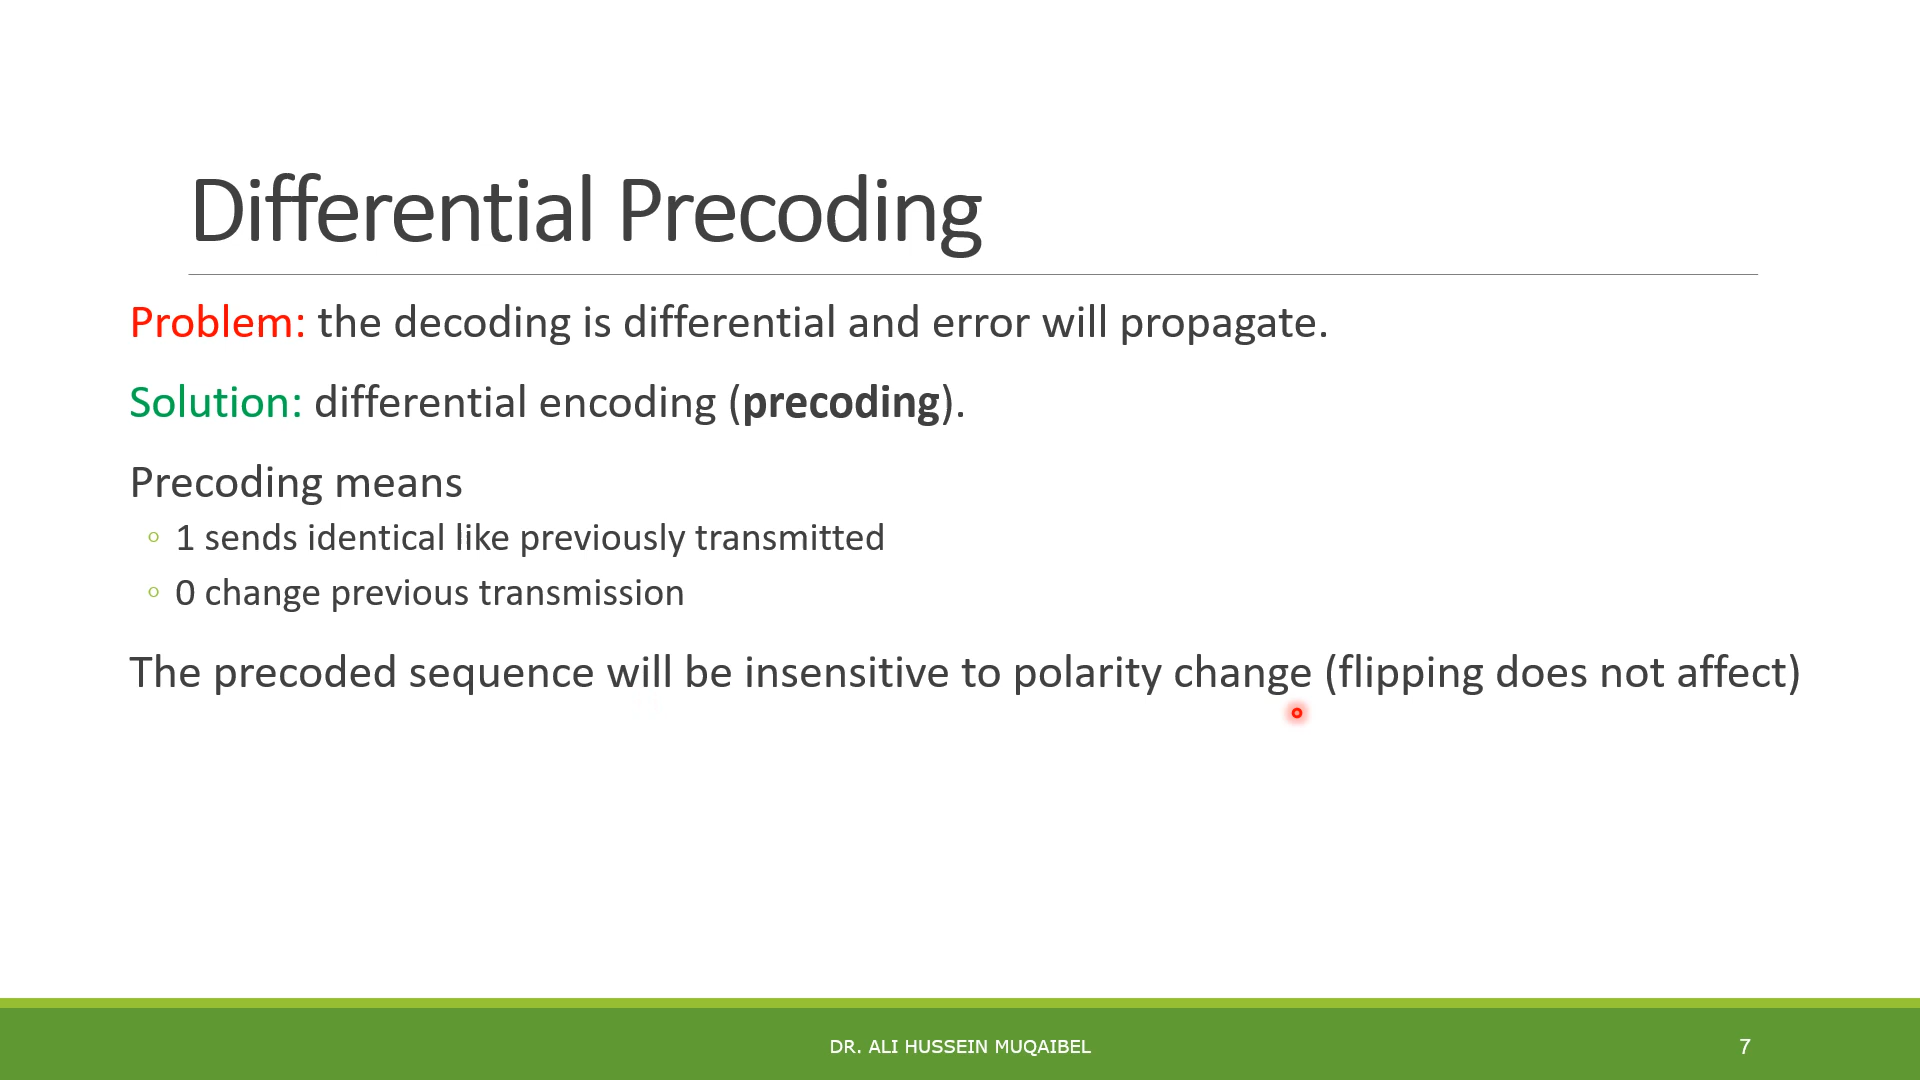 Differential Precoding
Problem: the decoding is differential and error will propagate.
Solution: differential encoding (precoding).
Precoding means
◦ 1 sends identical like previously transmitted
◦ 0 change previous transmission
The precoded sequence will be insensitive to polarity change (flipping does not affect)
DR. ALI HUSSEIN MUQAIBEL
7